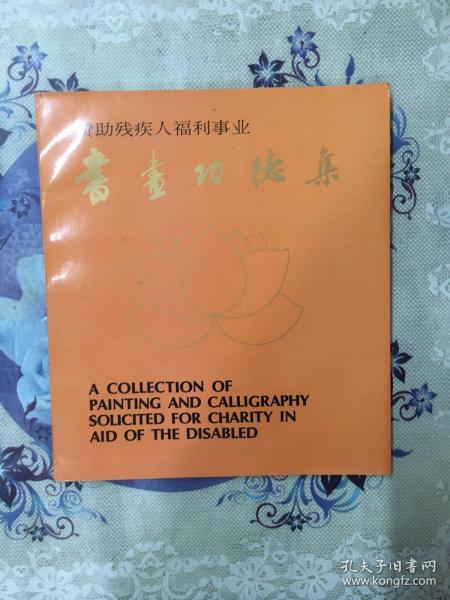 资助残疾人福利事业
書畫功德集
A COLLECTION OF
PAINTING AND CALLIGRAPHY
SOLICITED FOR CHARITY IN
AID OF THE DISABLED
孔夫子旧书网
www.kongfz.com